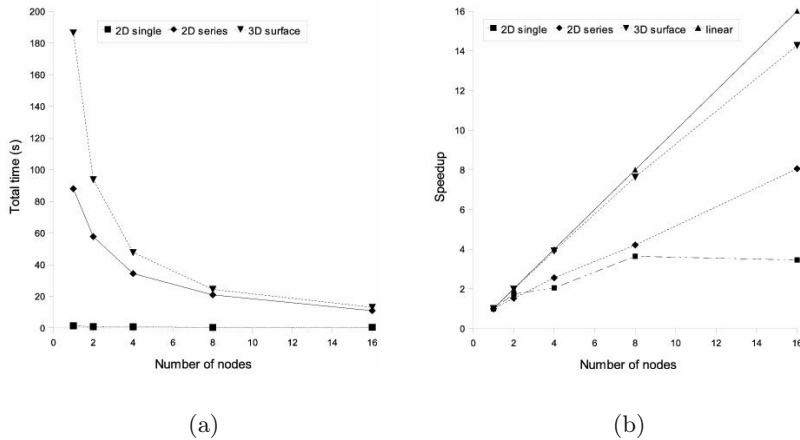 200
180
160
140
120
100
80
60
40
20
0
Total time (s)
2D single 2D series 3D surface
0 2 4 6 8 10 12 14 16
Number of nodes
(a)
16
14
12
10
8
6
4
2
0
Speedup
2D single 2D series 3D surface linear
0 2 4 6 8 10 12 14 16
Number of nodes
(b)